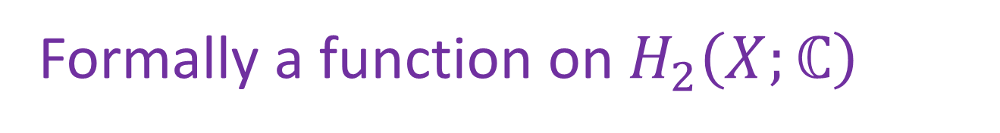 Formally a function on 𝐻₂(𝑋; ℂ)